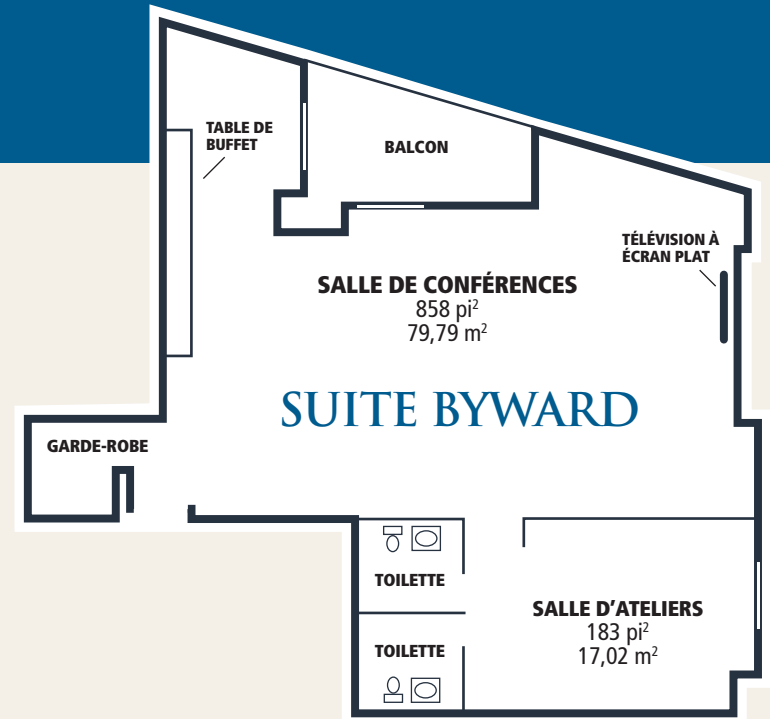 TABLE DE
BUFFET
BALCON
TÉLÉVISION À
ÉCRAN PLAT
SALLE DE CONFÉRENCES
858 pi²
79,79 m²
SUITE BYWARD
GARDE-ROBE
TOILETTE
SALLE D'ATELIERS
183 pi²
17,02 m²
TOILETTE